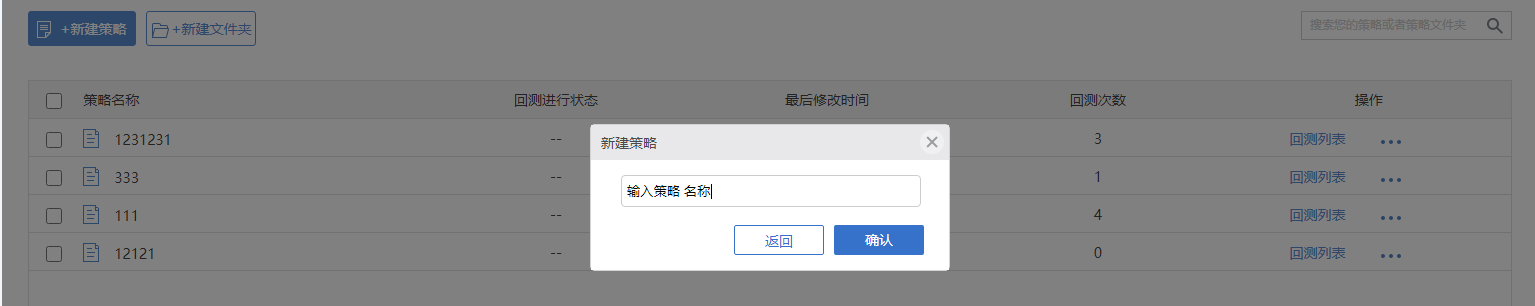 +新建策略 +新建文件夹 搜索您的策略或者策略文件夹
策略名称 回测进行状态 最后修改时间 回测次数 操作
新建策略
1231231 -- 3 回测列表
333 -- 1 回测列表
输入策略 名称
111 -- 4 回测列表
返回 确认
12121 -- 0 回测列表